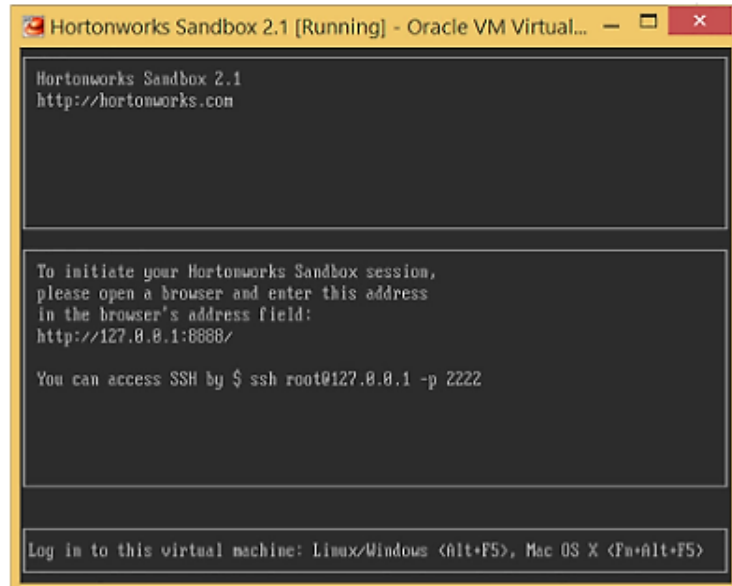 Hortonworks Sandbox 2.1 [Running] - Oracle VM Virtual...
Hortonworks Sandbox 2.1
http://hortonworks.com
To initiate your Hortonworks Sandbox session,
please open a browser and enter this address
in the browser's address field:
http://127.0.0.1:8888/
You can access SSH by $ ssh root@127.0.0.1 -p 2222
Log in to this virtual machine: Linux/Windows <Alt+F5>, Mac OS X <Fn+Alt+F5>